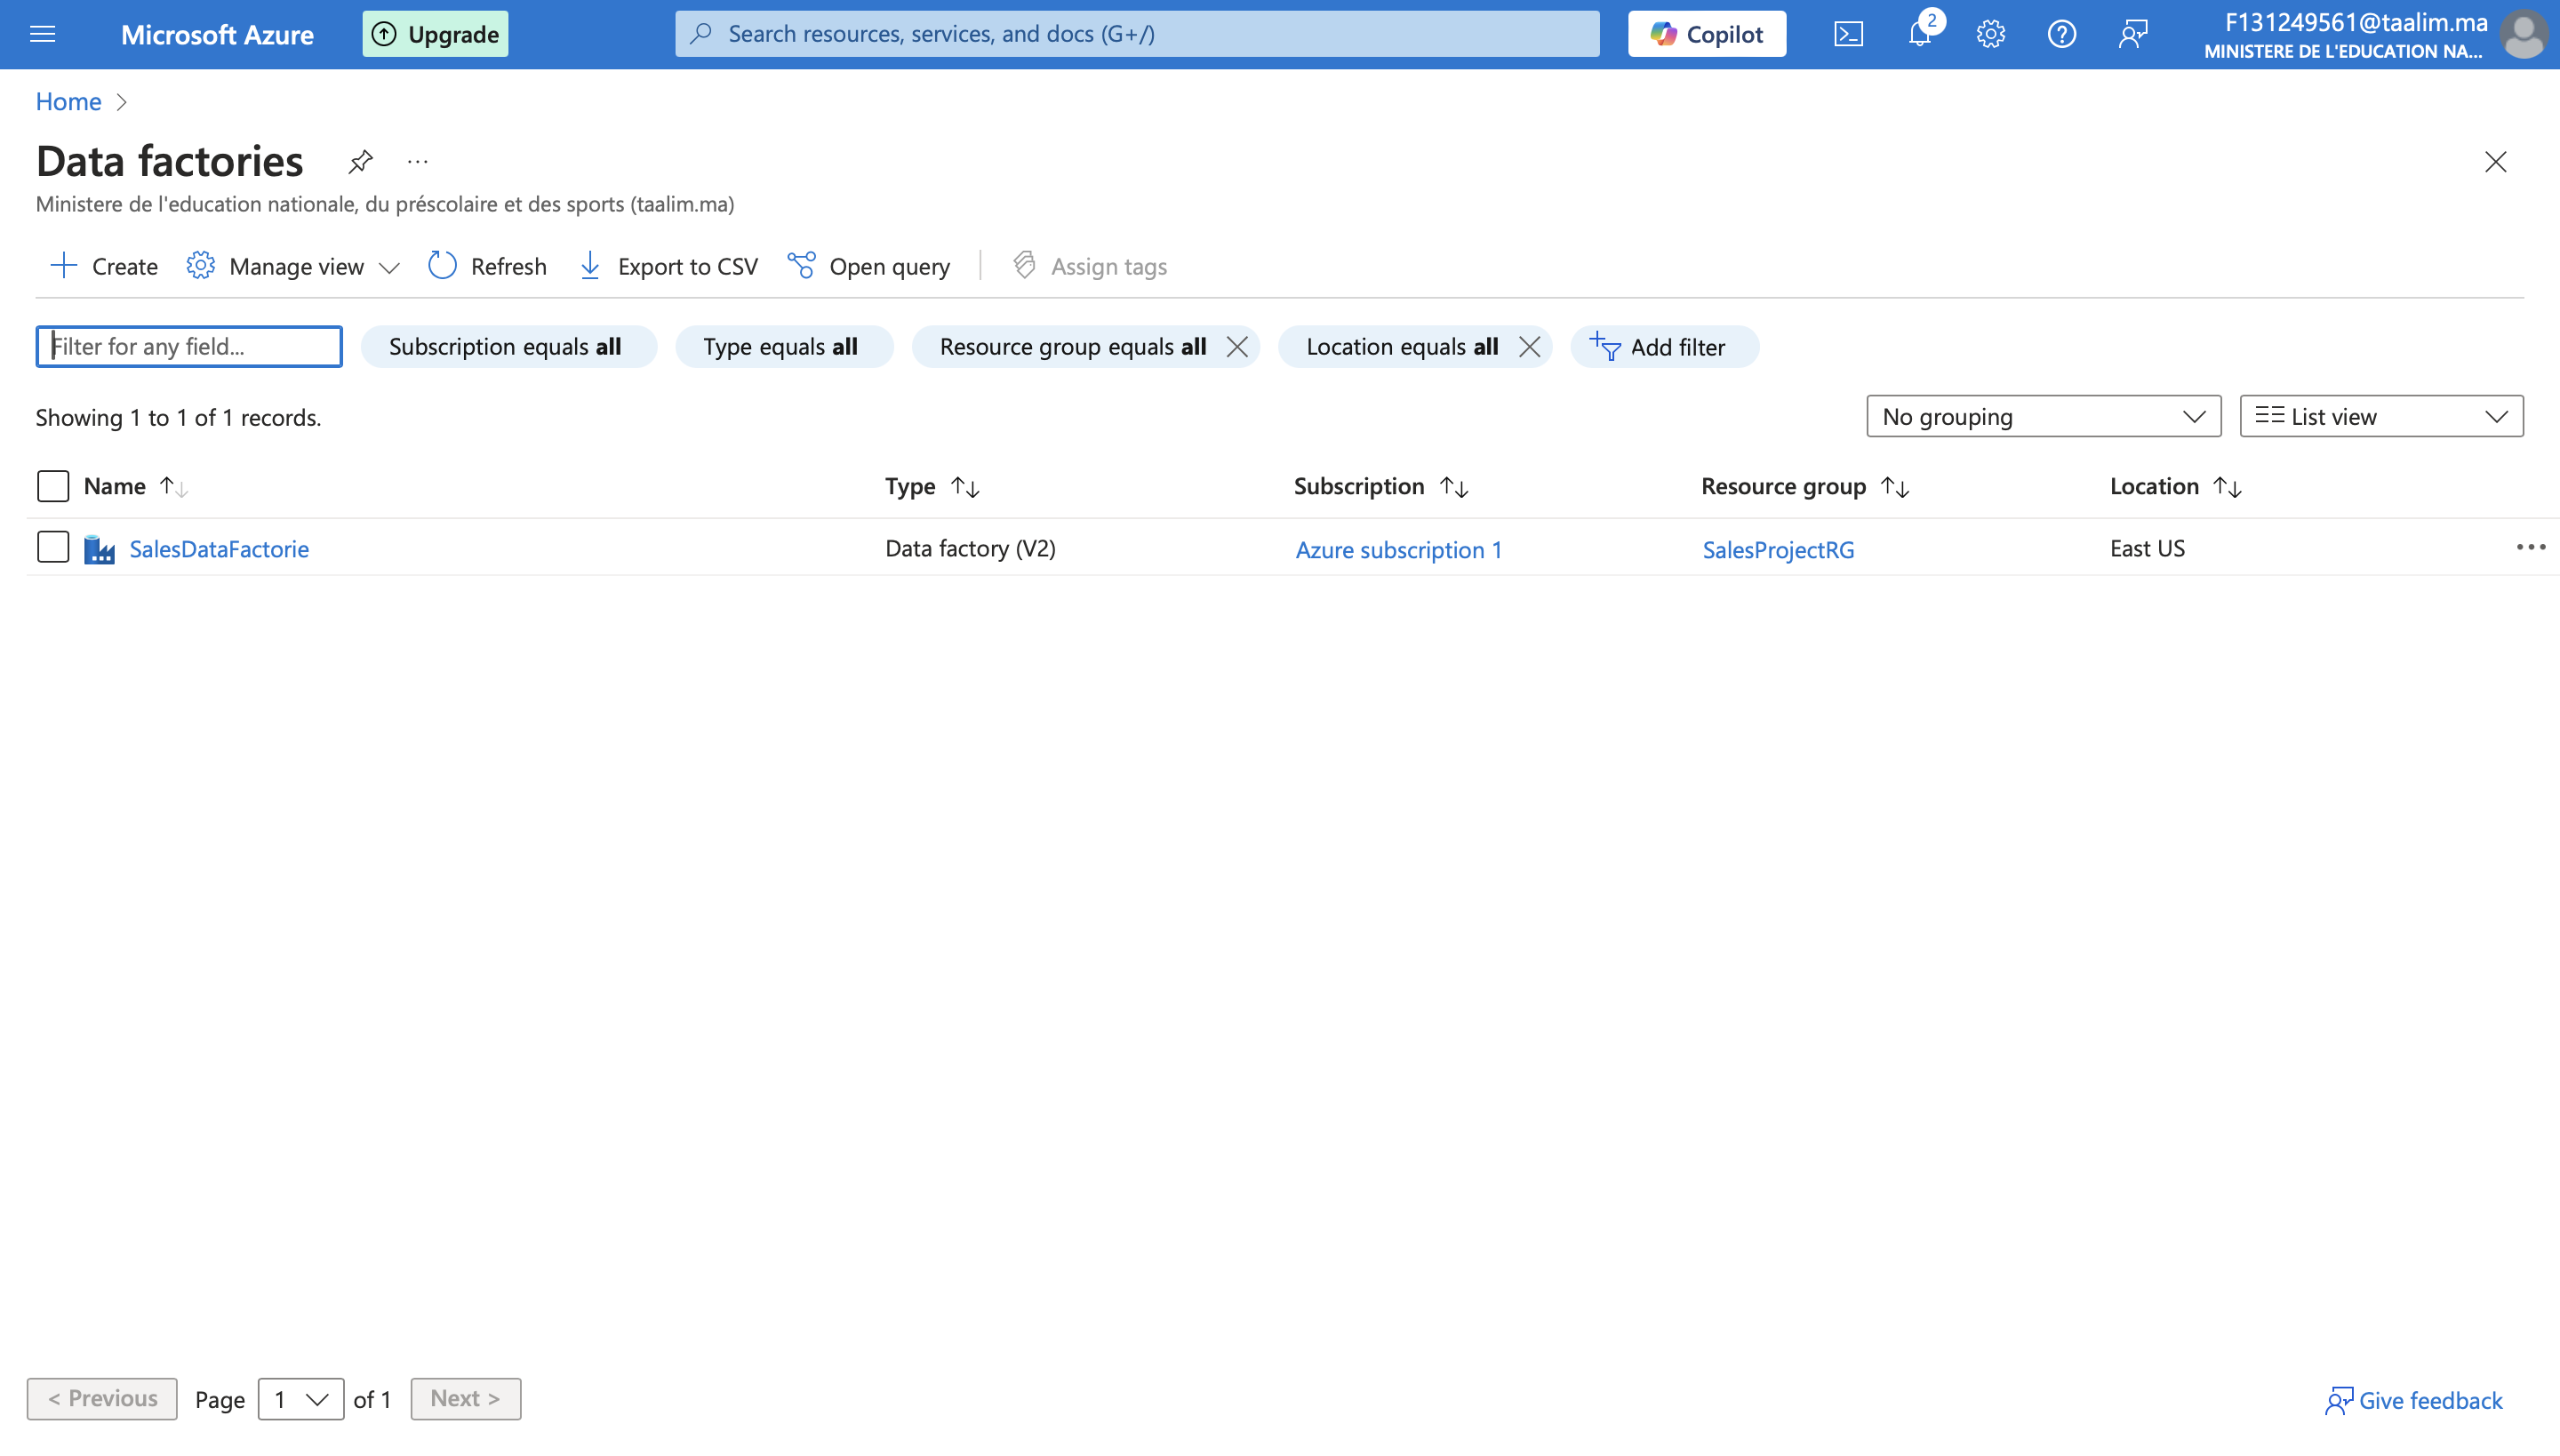 Microsoft Azure
Upgrade
Search resources, services, and docs (G+/)
Copilot
2
F131249561@taalim.ma
MINISTERE DE L'EDUCATION NA...
Home
Data factories
Ministere de l'education nationale, du préscolaire et des sports (taalim.ma)
Create
Manage view
Refresh
Export to CSV
Open query
Assign tags
Filter for any field...
Subscription equals all
Type equals all
Resource group equals all
Location equals all
Add filter
Showing 1 to 1 of 1 records.
No grouping
List view
Name
Type
Subscription
Resource group
Location
SalesDataFactorie
Data factory (V2)
Azure subscription 1
SalesProjectRG
East US
< Previous
Page
1
of 1
Next >
Give feedback